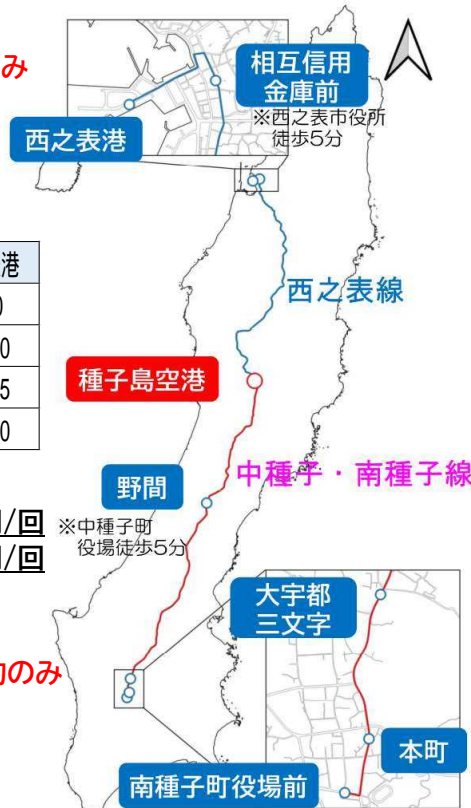 み
相互信用
金庫前
※西之表市役所
徒歩5分
西之表港
港
0
0
5
0
西之表線
種子島空港
中種子・南種子線
野間
※中種子町
役場徒歩5分
/回
/回
大宇都
三文字
のみ
本町
南種子町役場前